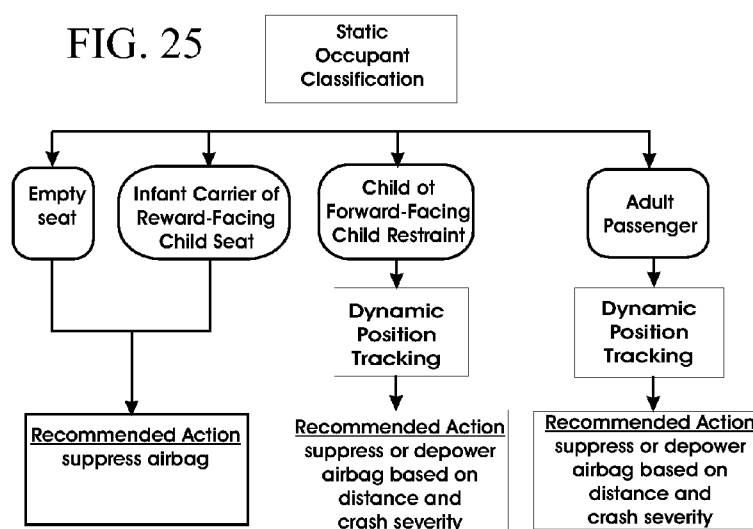 FIG. 25
Static
Occupant
Classification
Empty
seat
Infant Carrier of
Reward-Facing
Child Seat
Child ot
Forward-Facing
Child Restraint
Adult
Passenger
Dynamic
Position
Tracking
Dynamic
Position
Tracking
Recommended Action
suppress airbag
Recommended Action
suppress or depower
airbag based on
distance and
crash severity
Recommended Action
suppress or depower
airbag based on
distance and
crash severity